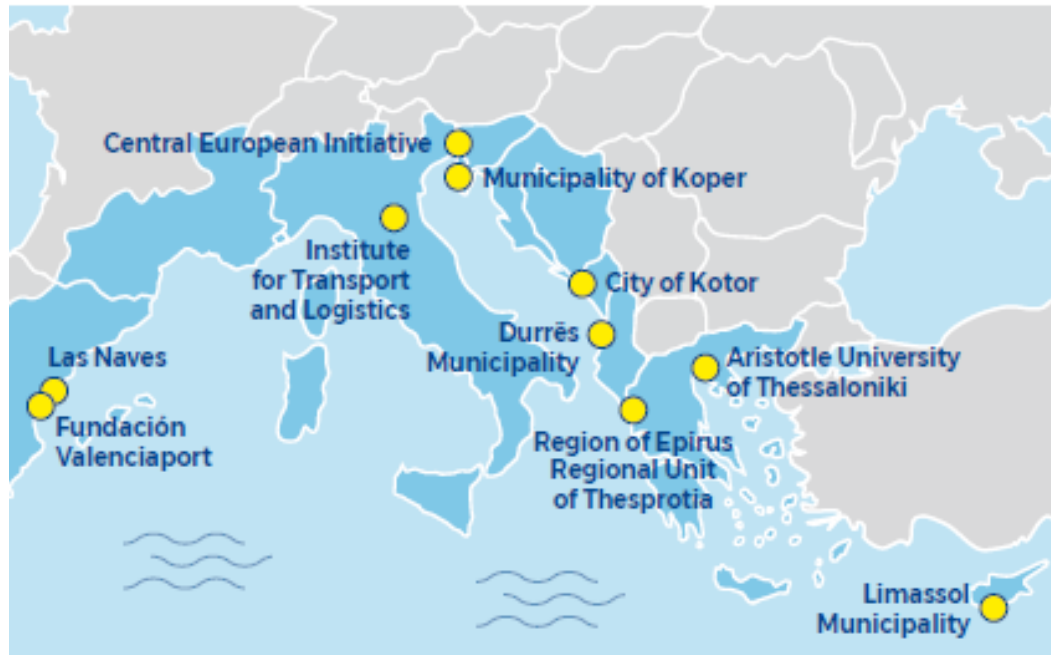 Central European Initiative
Municipality of Koper
Institute
for Transport
and Logistics
City of Kotor
Durrës
Municipality
Las Naves
Aristotle University
of Thessaloniki
Fundación
Valenciaport
Region of Epirus
Regional Unit
of Thesprotia
Limassol
Municipality